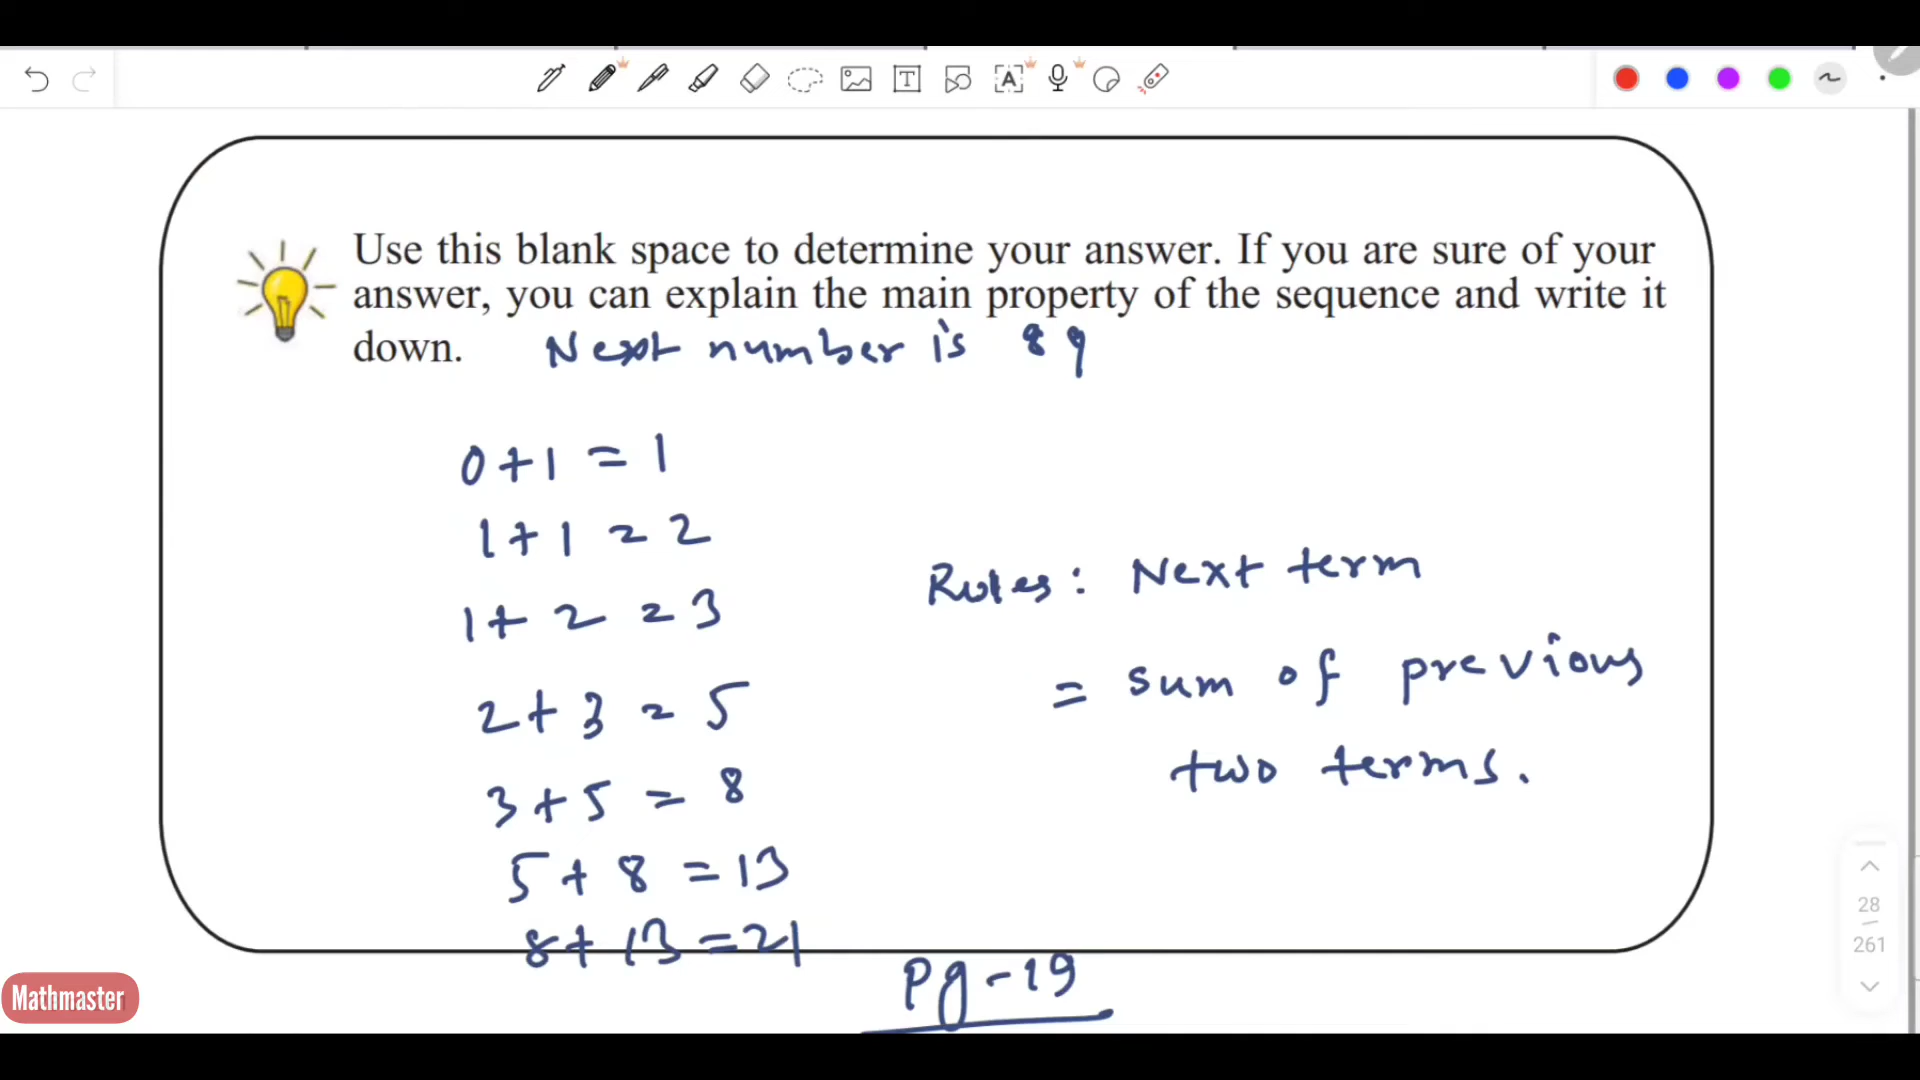 Use this blank space to determine your answer. If you are sure of your
answer, you can explain the main property of the sequence and write it
down. Next number is 89
0+1 = 1
1+1 = 2
1+2 = 3
2+3 = 5
3+5 = 8
5+8 = 13
8+13 = 21
Rules: Next term
= sum of previous
two terms.
Pg-19
28
261
Mathmaster